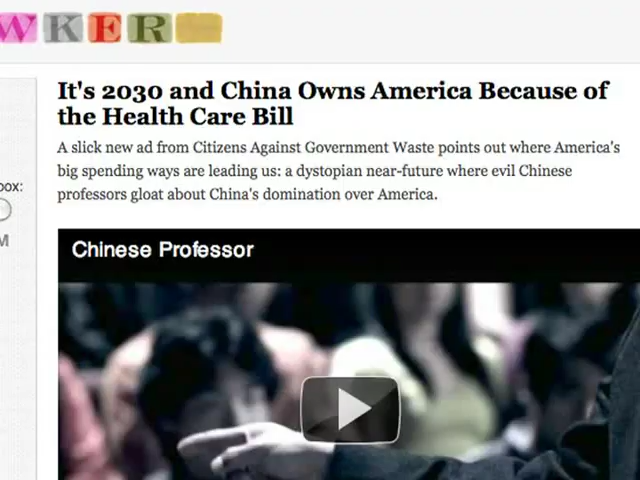 WKER
It's 2030 and China Owns America Because of
the Health Care Bill
A slick new ad from Citizens Against Government Waste points out where America's
big spending ways are leading us: a dystopian near-future where evil Chinese
professors gloat about China's domination over America.
box:
M
Chinese Professor